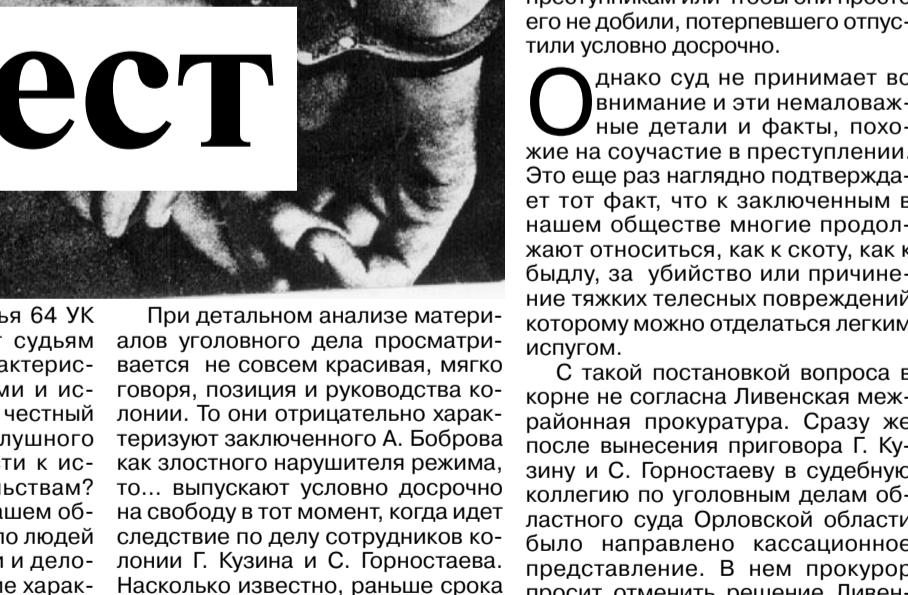 ест
ья 64 УК
судьям
актерис-
ми и ис-
честный
лушного
сти к ис-
льствам?
ашем об-
ло людей
и и дело-
ие харак-
При детальном анализе матери-
алов уголовного дела просматри-
вается не совсем красивая, мягко
говоря, позиция и руководства ко-
лонии. То они отрицательно харак-
теризуют заключенного А. Боброва
как злостного нарушителя режима,
то... выпускают условно досрочно
на свободу в тот момент, когда идет
следствие по делу сотрудников ко-
лонии Г. Кузина и С. Горностаева.
Насколько известно, раньше срока
преступникам или чтобы они просто
его не добили, потерпевшего отпус-
тили условно досрочно.
Однако суд не принимает во
внимание и эти немаловаж-
ные детали и факты, похо-
жие на соучастие в преступлении.
Это еще раз наглядно подтвержда-
ет тот факт, что к заключенным в
нашем обществе многие продол-
жают относиться, как к скоту, как к
быдлу, за убийство или причине-
ние тяжких телесных повреждений
которому можно отделаться легким
испугом.
С такой постановкой вопроса в
корне не согласна Ливенская меж-
районная прокуратура. Сразу же
после вынесения приговора Г. Ку-
зину и С. Горностаеву в судебную
коллегию по уголовным делам об-
ластного суда Орловской области
было направлено кассационное
представление. В нем прокурор
просит отменить решение Ливен-